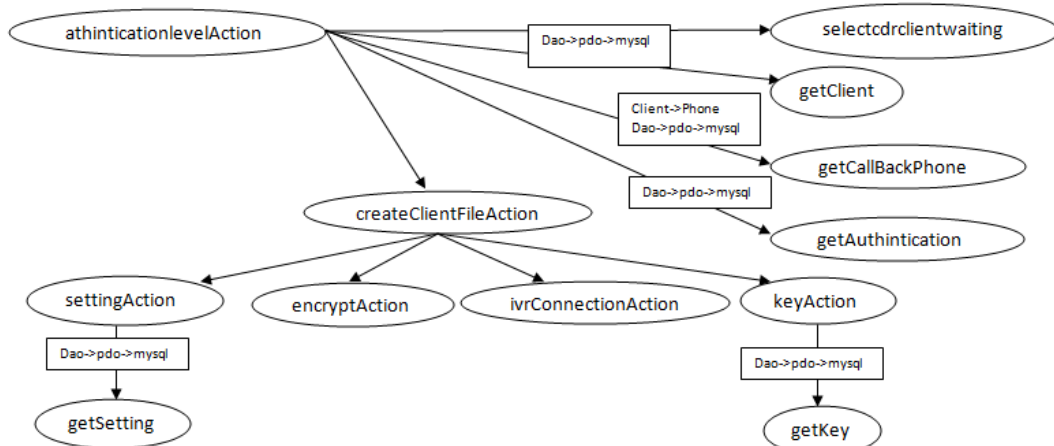 athinticationlevelAction
selectcdrclientwaiting
Dao->pdo->mysql
getClient
Client->Phone
Dao->pdo->mysql
getCallBackPhone
Dao->pdo->mysql
createClientFileAction
getAuthintication
settingAction
encryptAction
ivrConnectionAction
keyAction
Dao->pdo->mysql
Dao->pdo->mysql
getSetting
getKey